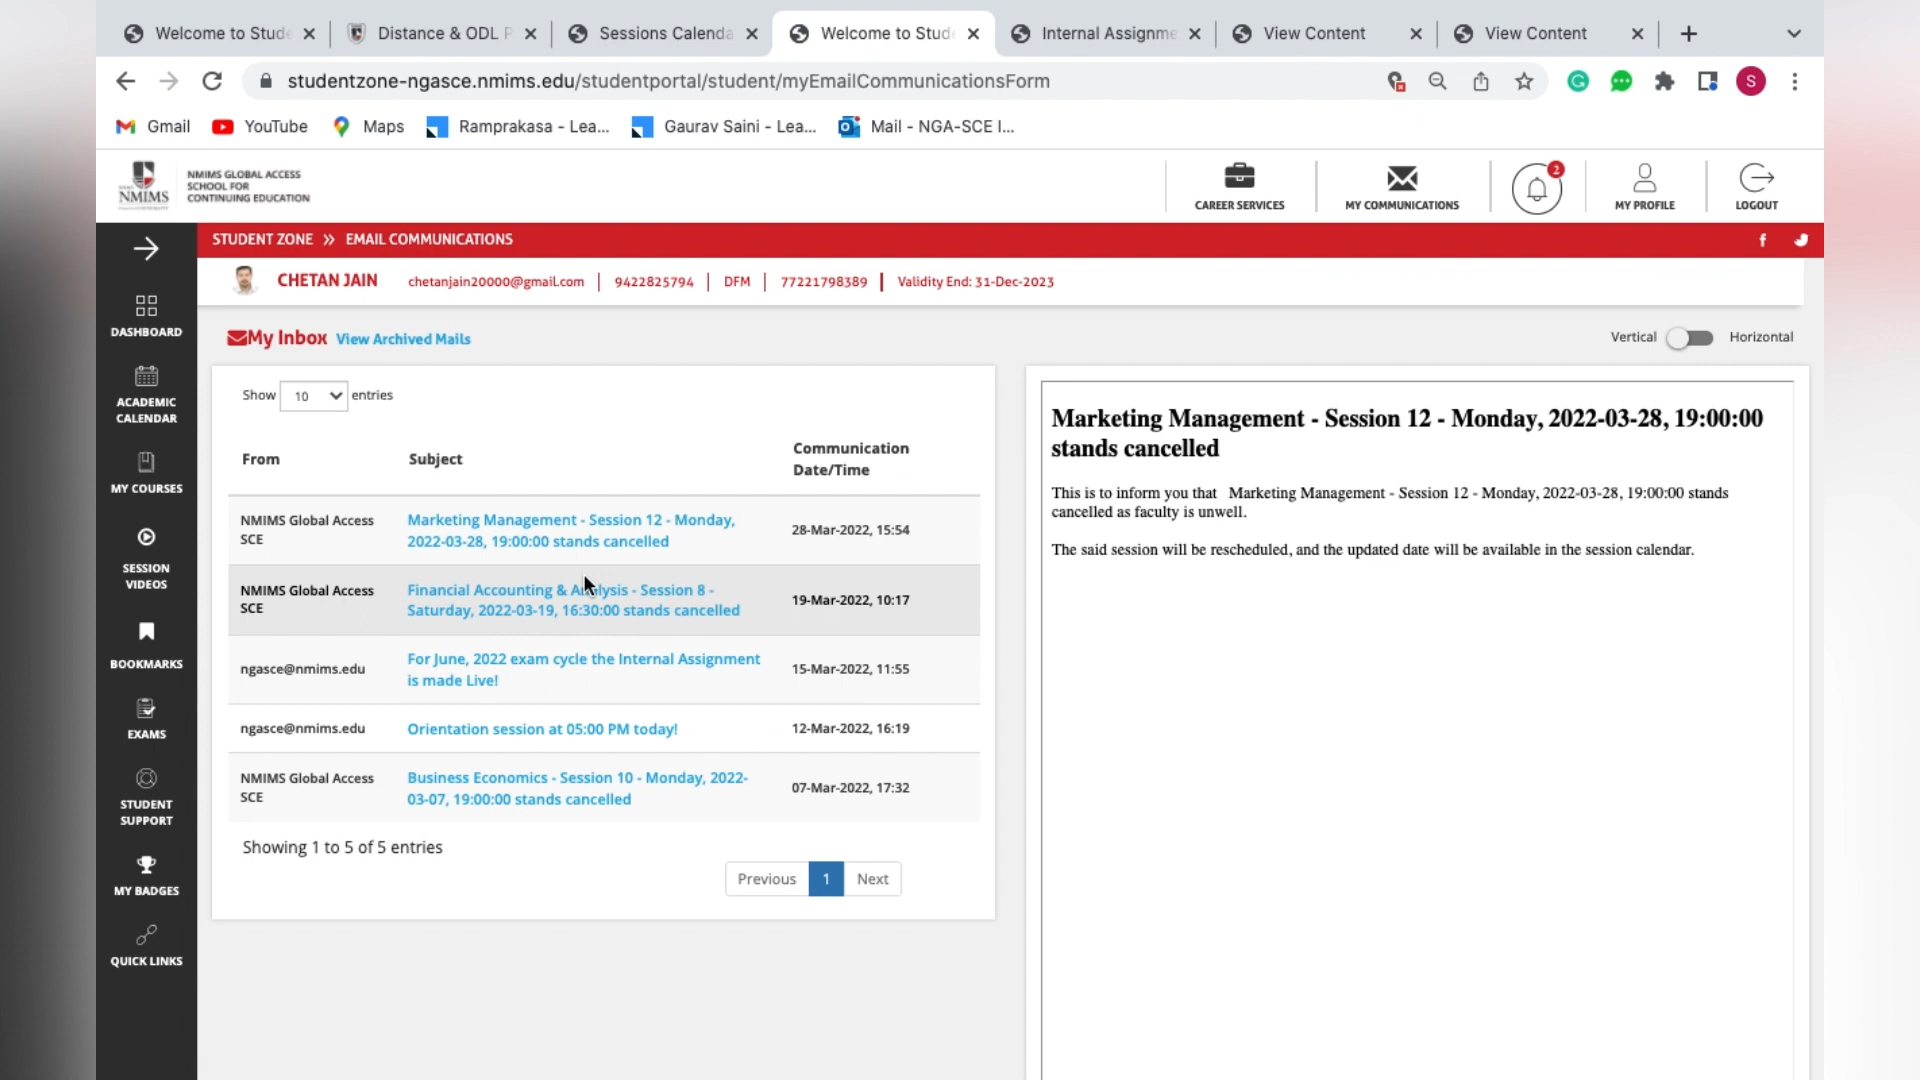 Welcome to Stude
Distance & ODL P
Sessions Calenda
Welcome to Stude
Internal Assignme
View Content
View Content
studentzone-ngasce.nmims.edu/studentportal/student/myEmailCommunicationsForm
S
Gmail
YouTube
Maps
Ramprakasa - Lea...
Gaurav Saini - Lea...
Mail - NGA-SCE I...
NMIMS
NMIMS GLOBAL ACCESS
SCHOOL FOR
CONTINUING EDUCATION
CAREER SERVICES
MY COMMUNICATIONS
2
MY PROFILE
LOGOUT
STUDENT ZONE » EMAIL COMMUNICATIONS
CHETAN JAIN chetanjain20000@gmail.com | 9422825794 | DFM | 77221798389 | Validity End: 31-Dec-2023
DASHBOARD
ACADEMIC
CALENDAR
MY COURSES
SESSION
VIDEOS
BOOKMARKS
EXAMS
STUDENT
SUPPORT
MY BADGES
QUICK LINKS
My Inbox View Archived Mails
Vertical Horizontal
Show 10 entries
From Subject Communication
Date/Time
NMIMS Global Access
SCE
Marketing Management - Session 12 - Monday,
2022-03-28, 19:00:00 stands cancelled
28-Mar-2022, 15:54
NMIMS Global Access
SCE
Financial Accounting & Analysis - Session 8 -
Saturday, 2022-03-19, 16:30:00 stands cancelled
19-Mar-2022, 10:17
ngasce@nmims.edu
For June, 2022 exam cycle the Internal Assignment
is made Live!
15-Mar-2022, 11:55
ngasce@nmims.edu
Orientation session at 05:00 PM today!
12-Mar-2022, 16:19
NMIMS Global Access
SCE
Business Economics - Session 10 - Monday, 2022-
03-07, 19:00:00 stands cancelled
07-Mar-2022, 17:32
Showing 1 to 5 of 5 entries
Previous 1 Next
Marketing Management - Session 12 - Monday, 2022-03-28, 19:00:00
stands cancelled
This is to inform you that Marketing Management - Session 12 - Monday, 2022-03-28, 19:00:00 stands
cancelled as faculty is unwell.
The said session will be rescheduled, and the updated date will be available in the session calendar.